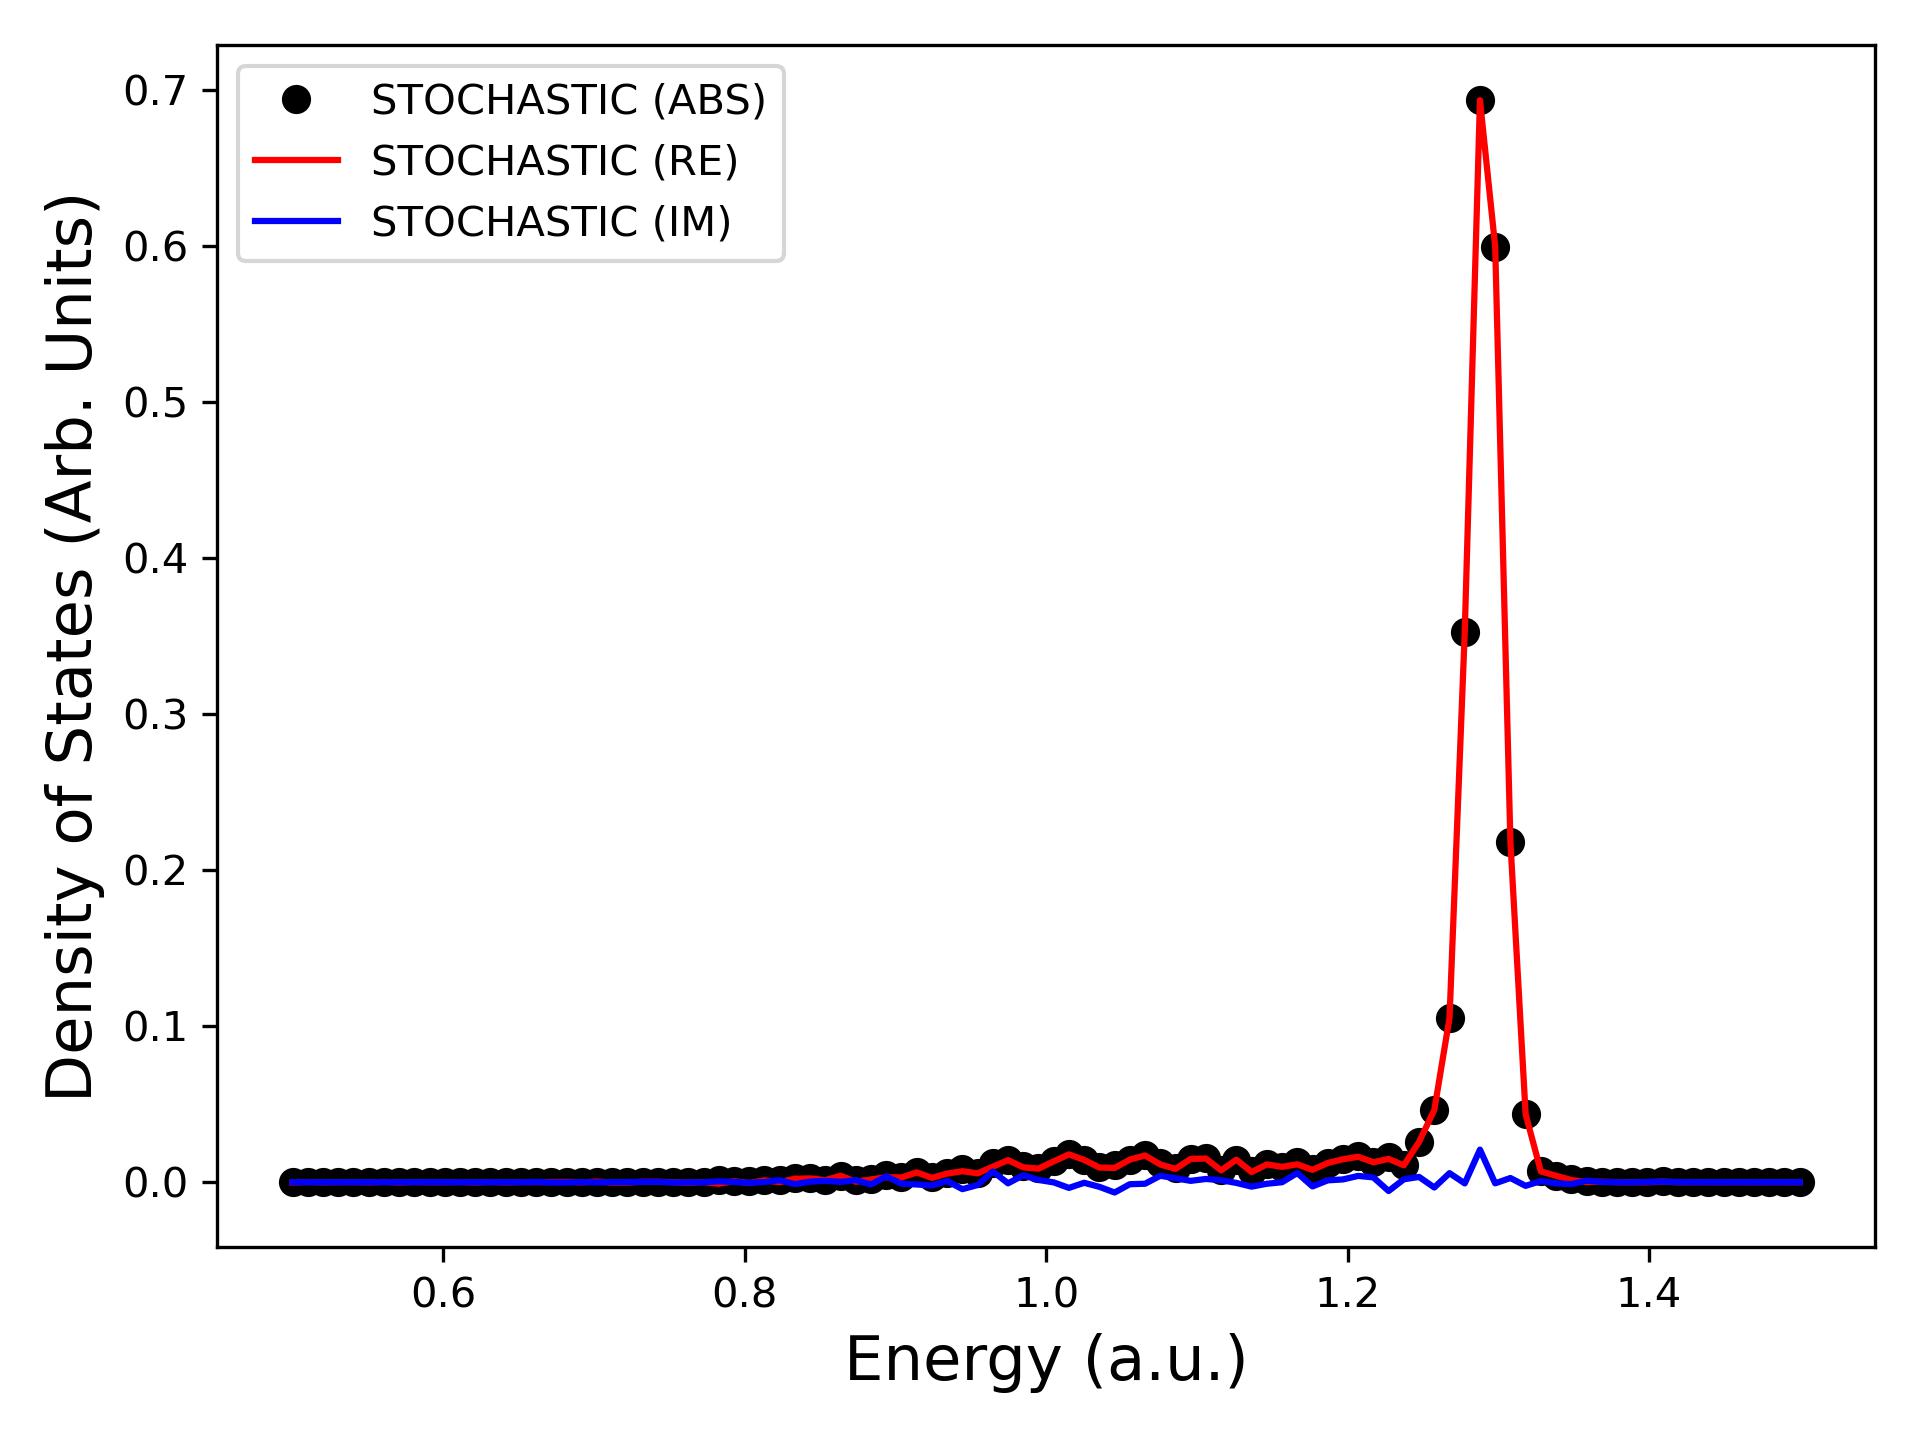 STOCHASTIC (ABS)
STOCHASTIC (RE)
STOCHASTIC (IM)
Density of States (Arb. Units)
0.7
0.6
0.5
0.4
0.3
0.2
0.1
0.0
0.6 0.8 1.0 1.2 1.4
Energy (a.u.)